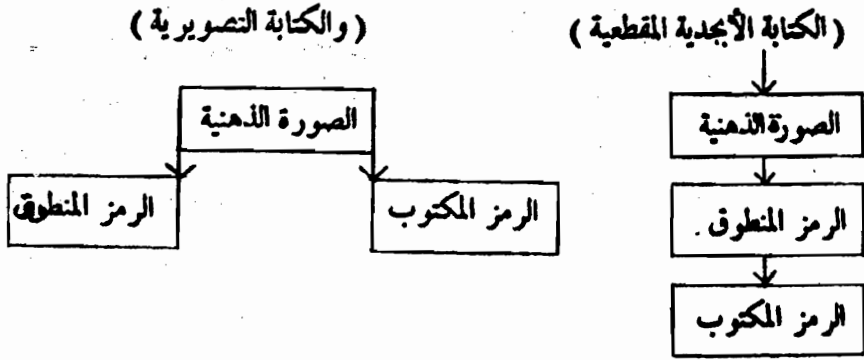 ( الكتابة الأبجدية المقطعية )
الصورة الذهنية
الرمز المنطوق .
الرمز المكتوب
( والكتابة التصويرية )
الصورة الذهنية
الرمز المكتوب
الرمز المنطوق